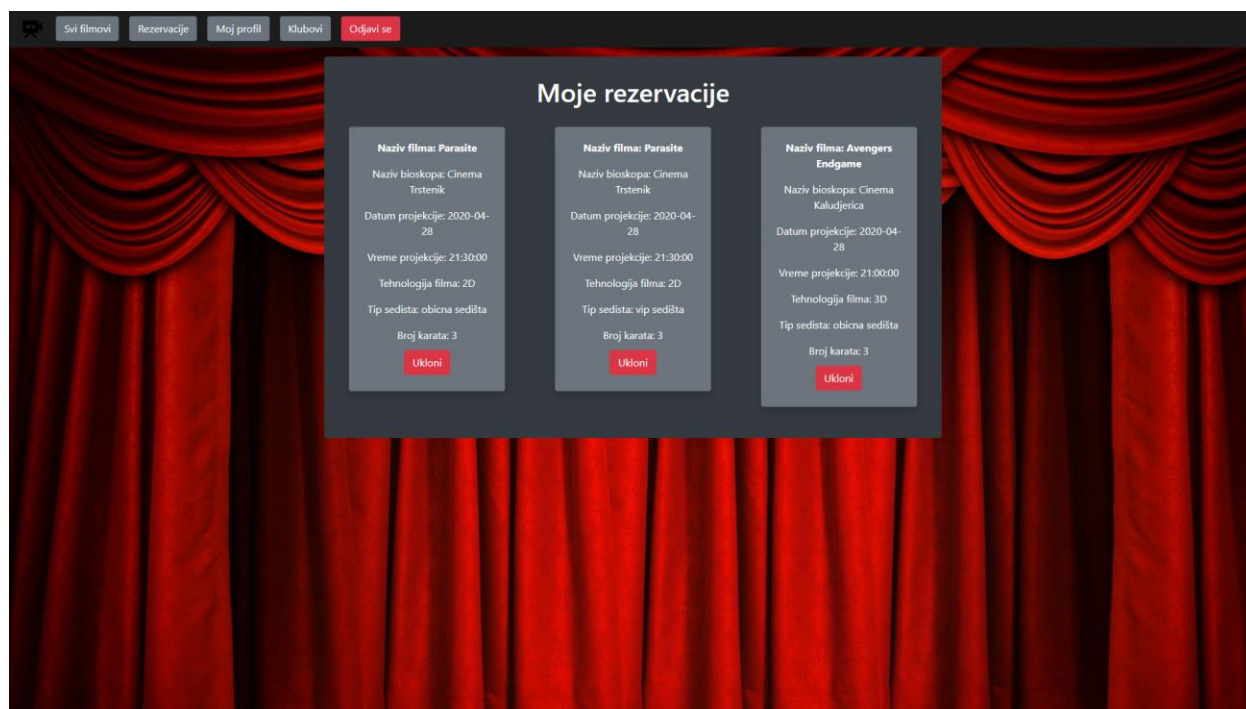 Svi filmovi Rezervacije Moj profil Klubovi Odjavi se
Moje rezervacije
Naziv filma: Parasite
Naziv bioskopa: Cinema
Trstenik
Datum projekcije: 2020-04-
28
Vreme projekcije: 21:30:00
Tehnologija filma: 2D
Tip sedista: obicna sedišta
Broj karata: 3
Ukloni
Naziv filma: Parasite
Naziv bioskopa: Cinema
Trstenik
Datum projekcije: 2020-04-
28
Vreme projekcije: 21:30:00
Tehnologija filma: 2D
Tip sedista: vip sedišta
Broj karata: 3
Ukloni
Naziv filma: Avengers
Endgame
Naziv bioskopa: Cinema
Kaludjerica
Datum projekcije: 2020-04-
28
Vreme projekcije: 21:00:00
Tehnologija filma: 3D
Tip sedista: obicna sedišta
Broj karata: 3
Ukloni